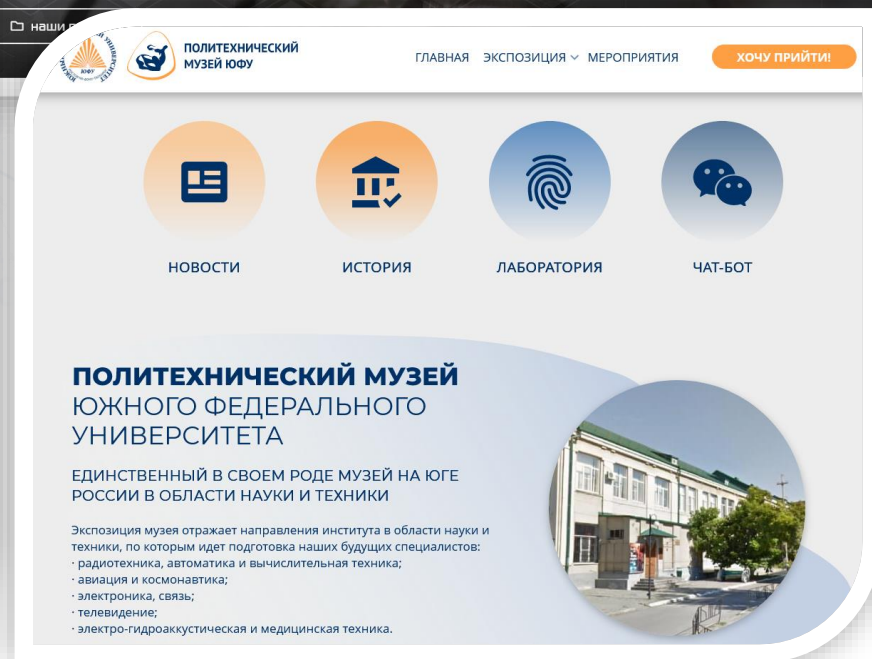 наши
ЮФУ
ПОЛИТЕХНИЧЕСКИЙ
МУЗЕЙ ЮФУ
ГЛАВНАЯ ЭКСПОЗИЦИЯ МЕРОПРИЯТИЯ ХОЧУ ПРИЙТИ!
НОВОСТИ ИСТОРИЯ ЛАБОРАТОРИЯ ЧАТ-БОТ
ПОЛИТЕХНИЧЕСКИЙ МУЗЕЙ
ЮЖНОГО ФЕДЕРАЛЬНОГО
УНИВЕРСИТЕТА
ЕДИНСТВЕННЫЙ В СВОЕМ РОДЕ МУЗЕЙ НА ЮГЕ
РОССИИ В ОБЛАСТИ НАУКИ И ТЕХНИКИ
Экспозиция музея отражает направления института в области науки и
техники, по которым идет подготовка наших будущих специалистов:
· радиотехника, автоматика и вычислительная техника;
· авиация и космонавтика;
· электроника, связь;
· телевидение;
· электро-гидроаккустическая и медицинская техника.